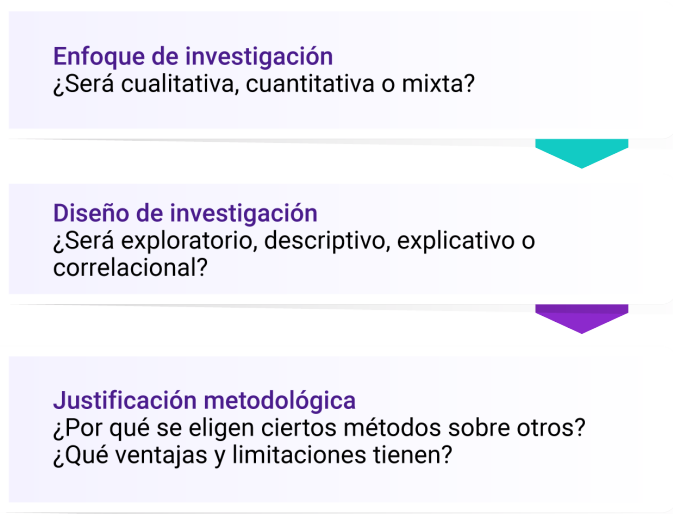 Enfoque de investigación
¿Será cualitativa, cuantitativa o mixta?
Diseño de investigación
¿Será exploratorio, descriptivo, explicativo o
correlacional?
Justificación metodológica
¿Por qué se eligen ciertos métodos sobre otros?
¿Qué ventajas y limitaciones tienen?